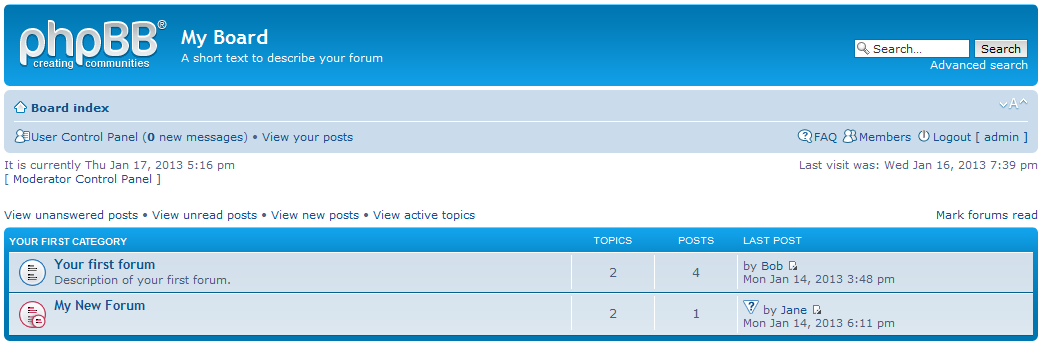 phpBB®
creating communities
My Board
A short text to describe your forum
Search...
Search
Advanced search
Board index
A
User Control Panel (0 new messages) • View your posts
FAQ Members Logout [ admin ]
It is currently Thu Jan 17, 2013 5:16 pm
Last visit was: Wed Jan 16, 2013 7:39 pm
[ Moderator Control Panel ]
View unanswered posts • View unread posts • View new posts • View active topics
Mark forums read
YOUR FIRST CATEGORY TOPICS POSTS LAST POST
Your first forum
Description of your first forum.
2 4
by Bob
Mon Jan 14, 2013 3:48 pm
My New Forum
2 1
? by Jane
Mon Jan 14, 2013 6:11 pm